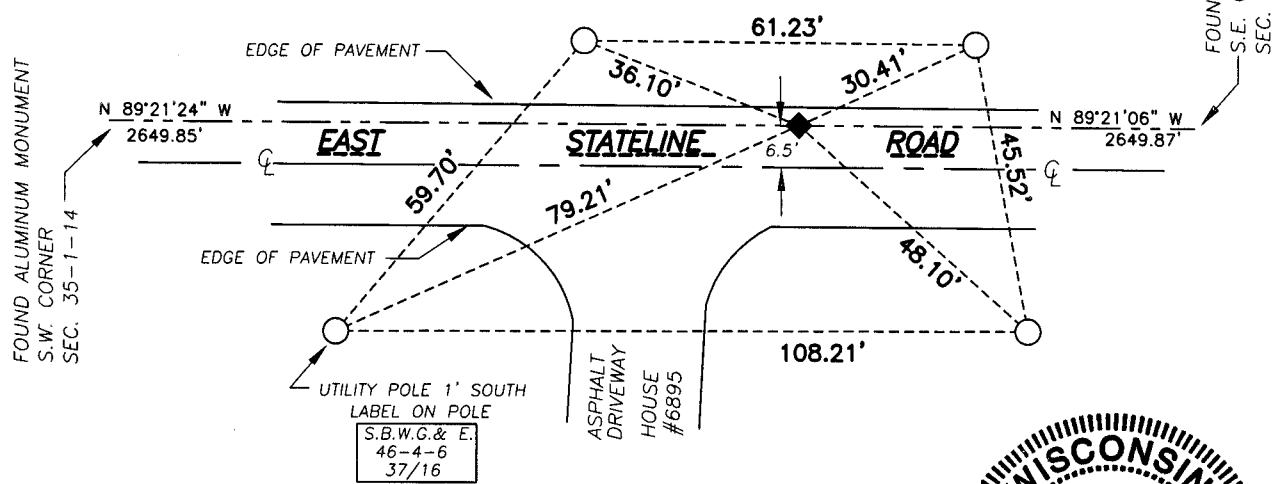 61.23'
EDGE OF PAVEMENT
36.10'
30.41'
FOUND ALUMINUM MONUMENT
S.W. CORNER
SEC. 35-1-14
N 89°21'24" W
2649.85'
EAST STATELINE ROAD
6.5'
N 89°21'06" W
2649.87'
S.E.
SEC.
℄
℄
59.70'
79.21'
45.52'
48.10'
EDGE OF PAVEMENT
108.21'
UTILITY POLE 1' SOUTH
LABEL ON POLE
S.B.W.G.& E.
46-4-6
37/16
ASPHALT
DRIVEWAY
HOUSE
#6895
WISCONSIN